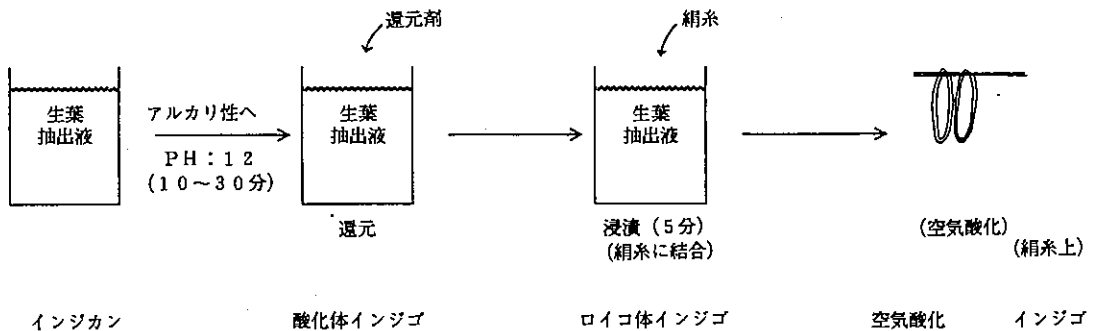 還元剤
絹糸
生葉
抽出液
アルカリ性へ
PH:12
(10~30分)
生葉
抽出液
生葉
抽出液
還元
浸漬(5分)
(絹糸に結合)
(空気酸化)
(絹糸上)
インジカン
酸化体インジゴ
ロイコ体インジゴ
空気酸化
インジゴ